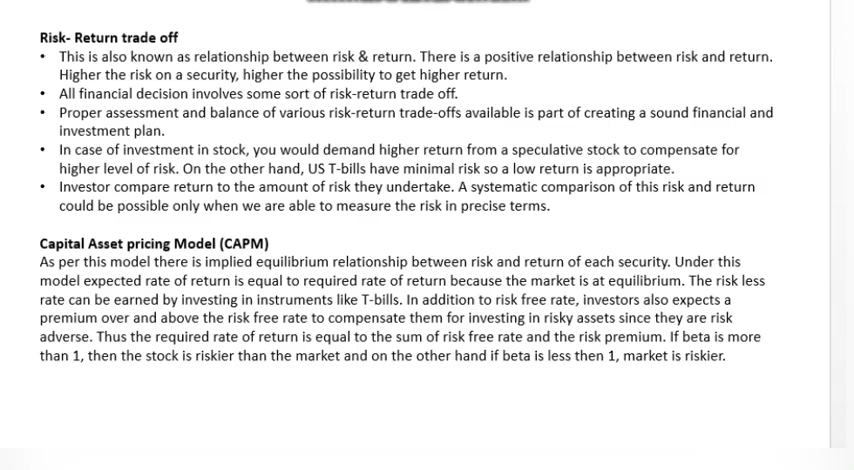 Risk- Return trade off
• This is also known as relationship between risk & return. There is a positive relationship between risk and return.
Higher the risk on a security, higher the possibility to get higher return.
• All financial decision involves some sort of risk-return trade off.
• Proper assessment and balance of various risk-return trade-offs available is part of creating a sound financial and
investment plan.
• In case of investment in stock, you would demand higher return from a speculative stock to compensate for
higher level of risk. On the other hand, US T-bills have minimal risk so a low return is appropriate.
• Investor compare return to the amount of risk they undertake. A systematic comparison of this risk and return
could be possible only when we are able to measure the risk in precise terms.
Capital Asset pricing Model (CAPM)
As per this model there is implied equilibrium relationship between risk and return of each security. Under this
model expected rate of return is equal to required rate of return because the market is at equilibrium. The risk less
rate can be earned by investing in instruments like T-bills. In addition to risk free rate, investors also expects a
premium over and above the risk free rate to compensate them for investing in risky assets since they are risk
adverse. Thus the required rate of return is equal to the sum of risk free rate and the risk premium. If beta is more
than 1, then the stock is riskier than the market and on the other hand if beta is less then 1, market is riskier.